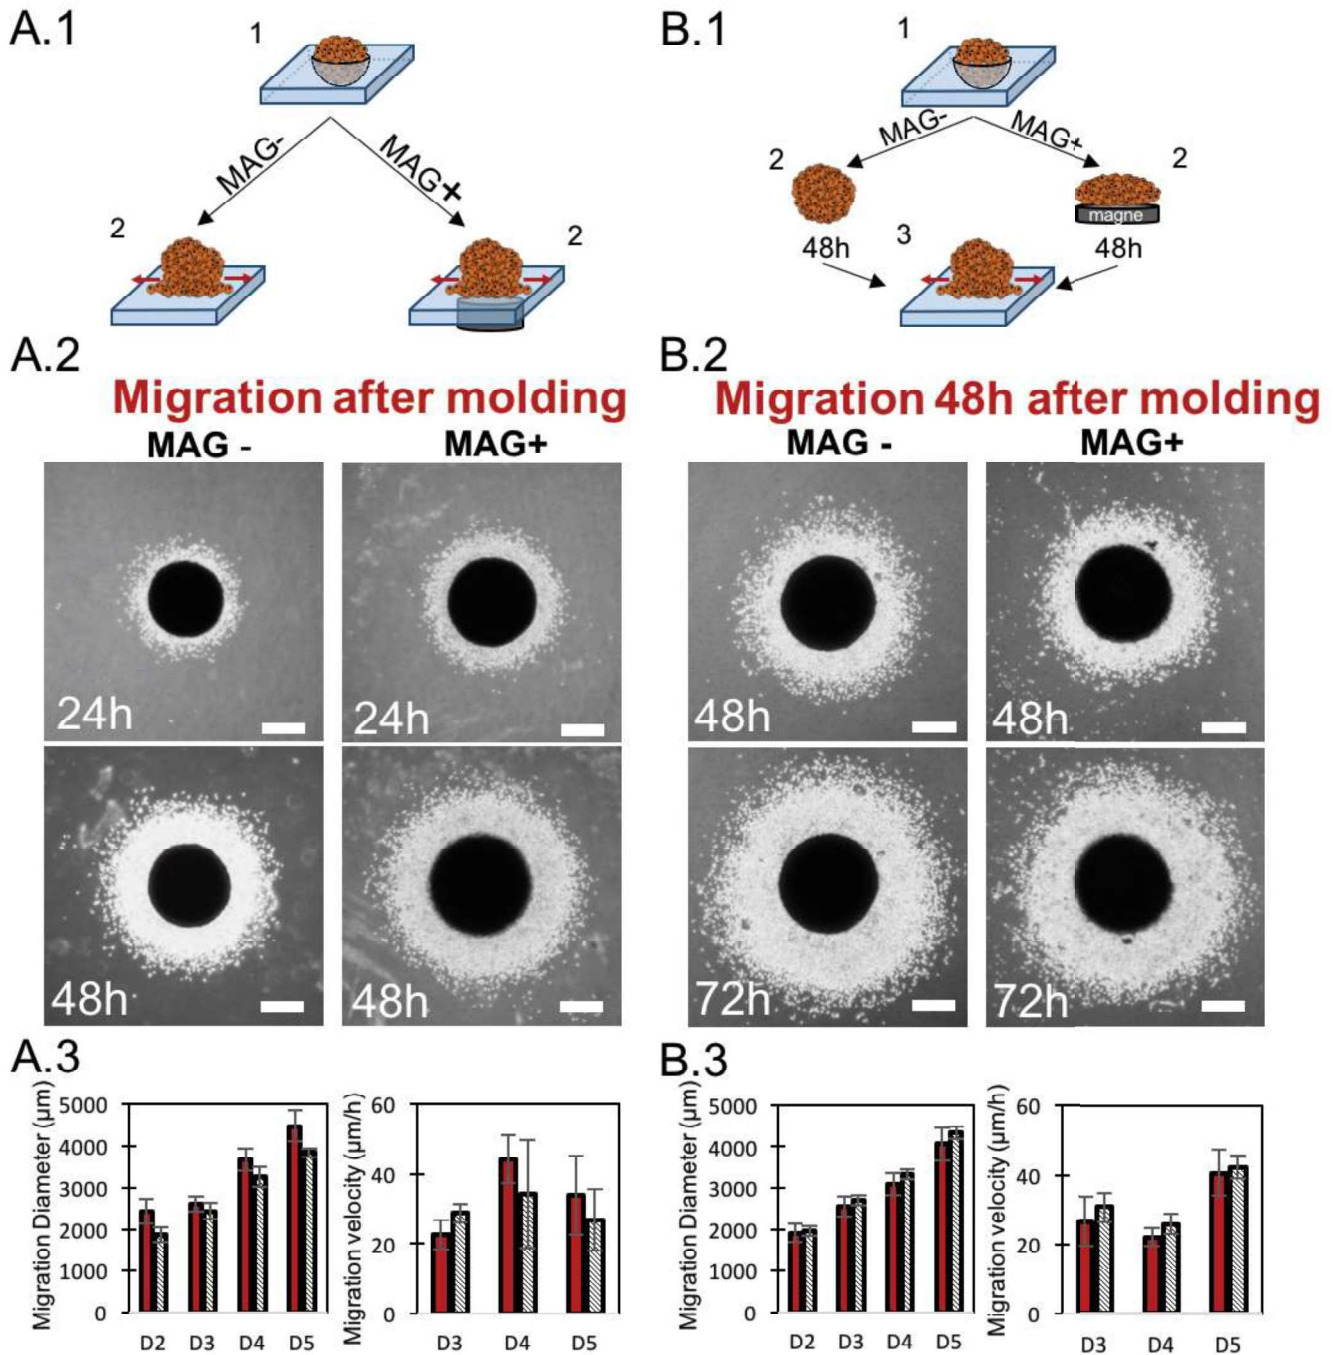 A.1
B.1
1
MAG-
MAG+
2
2
1
MAG-
MAG+
2
2
magne
48h
48h
3
A.2
B.2
Migration after molding
Migration 48h after molding
MAG -
MAG+
MAG -
MAG+
24h
24h
48h
48h
48h
48h
72h
72h
A.3
B.3
Migration Diameter (µm)
5000
4000
3000
2000
1000
0
D2 D3 D4 D5
Migration velocity (µm/h)
60
40
20
0
D3 D4 D5
Migration Diameter (µm)
5000
4000
3000
2000
1000
0
D2 D3 D4 D5
Migration velocity (µm/h)
60
40
20
0
D3 D4 D5